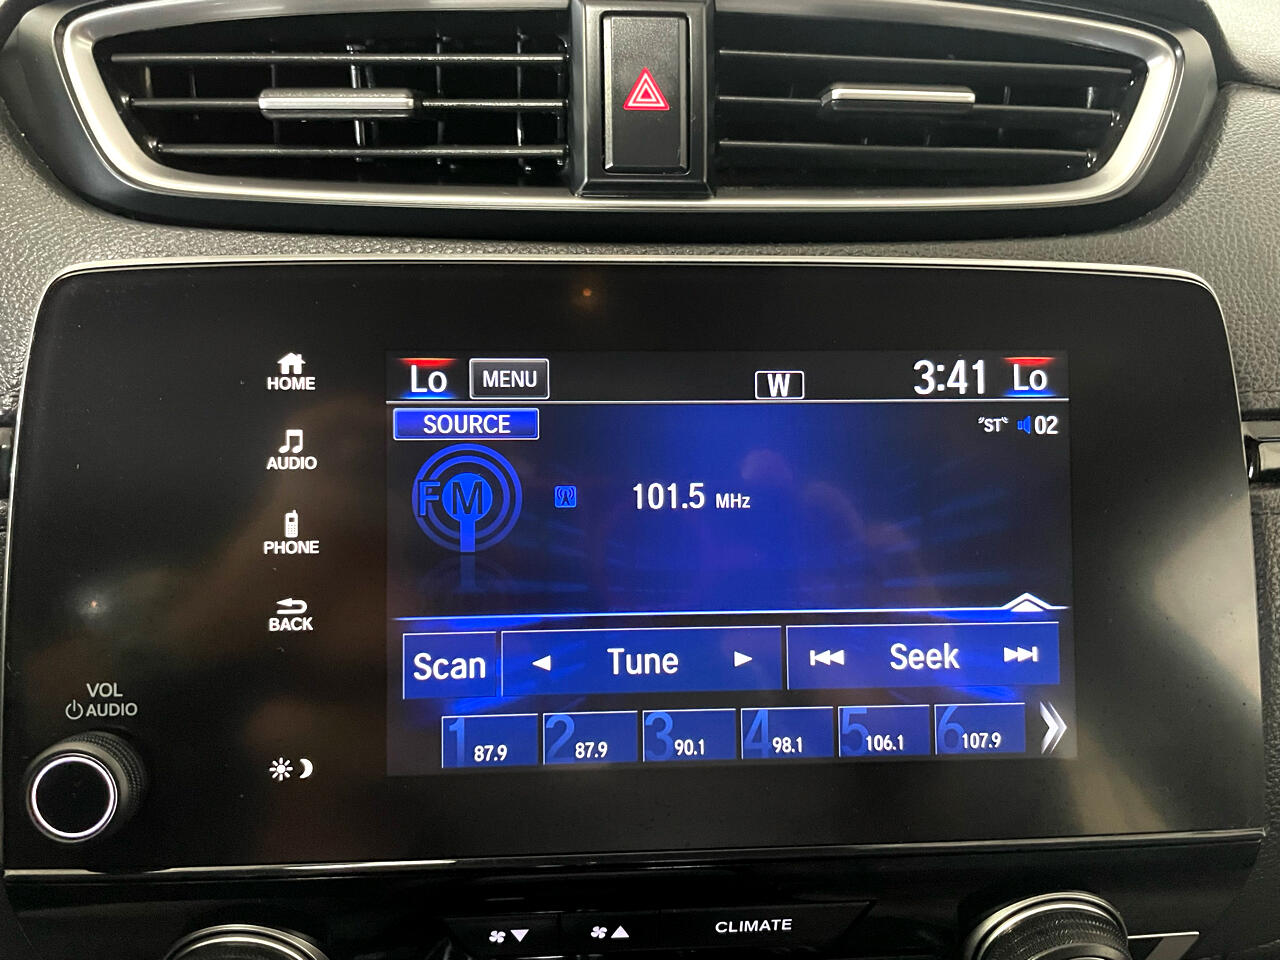 HOME
AUDIO
PHONE
BACK
VOL
AUDIO
Lo MENU W 3:41 Lo
SOURCE "ST" 02
FM 101.5 MHz
Scan Tune Seek
1 87.9 2 87.9 3 90.1 4 98.1 5 106.1 6 107.9
CLIMATE